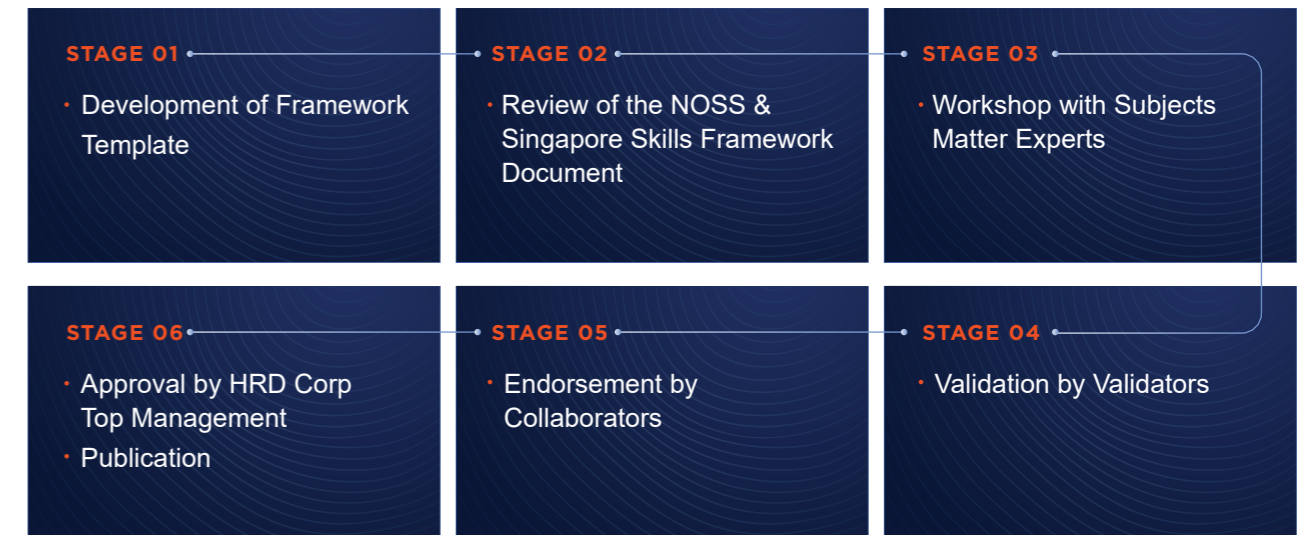 STAGE 01
• Development of Framework
Template
STAGE 02
• Review of the NOSS &
Singapore Skills Framework
Document
STAGE 03
• Workshop with Subjects
Matter Experts
STAGE 04
• Validation by Validators
STAGE 05
• Endorsement by
Collaborators
STAGE 06
• Approval by HRD Corp
Top Management
• Publication